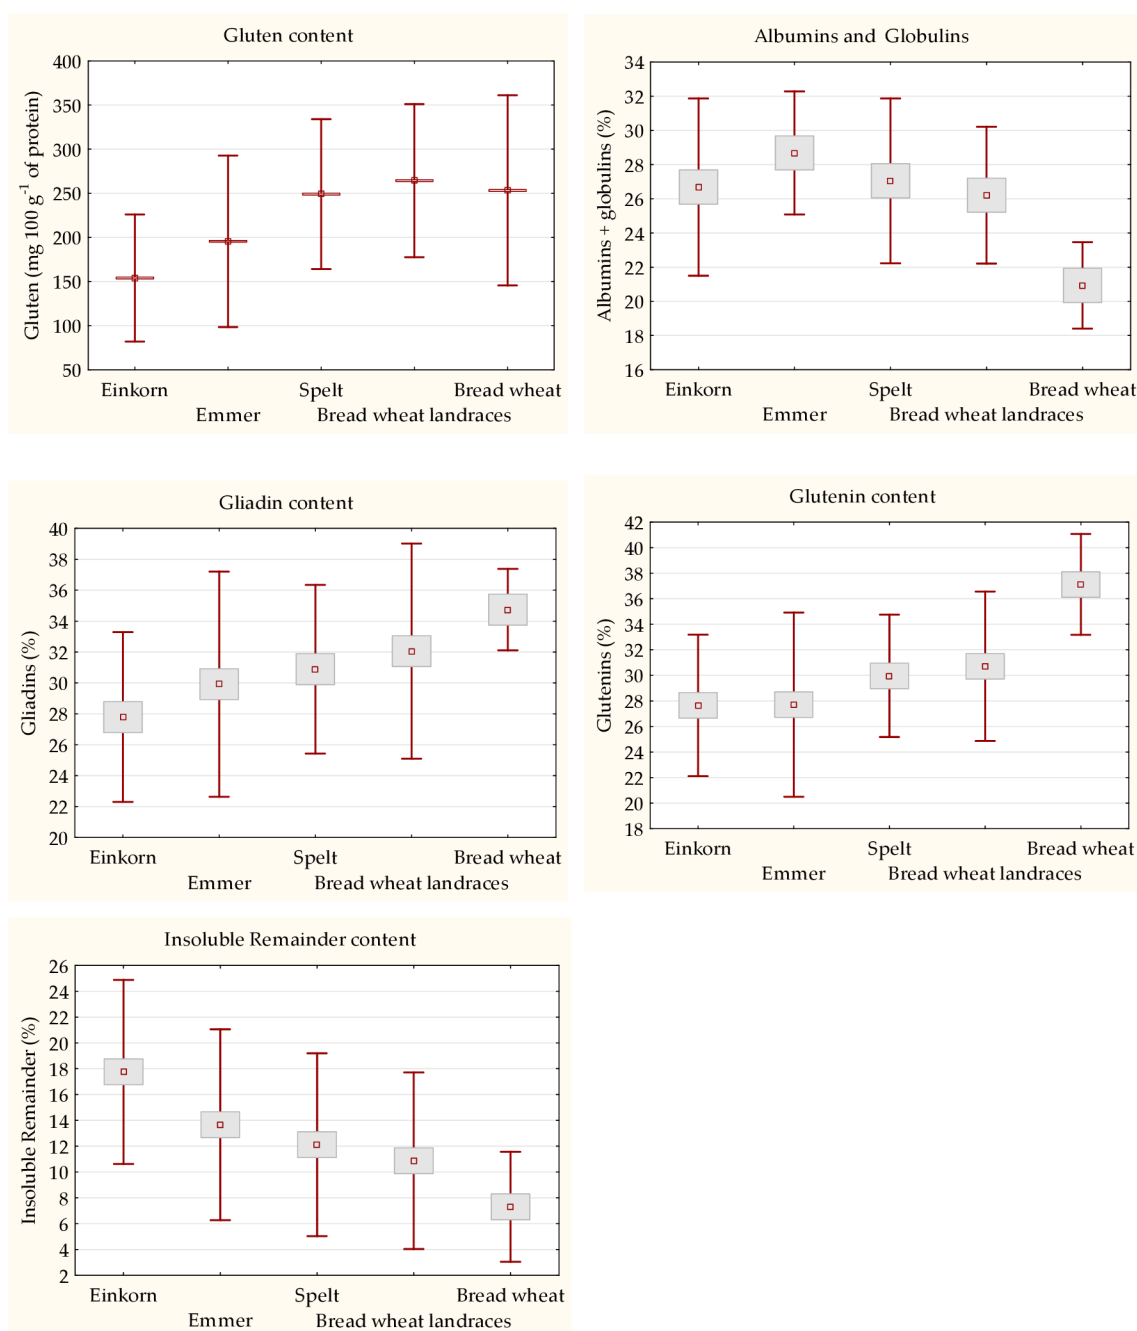 Gluten content
Gluten (mg 100 g⁻¹ of protein)
400
350
300
250
200
150
100
50
Einkorn
Spelt
Bread wheat
Emmer
Bread wheat landraces
Albumins and Globulins
Albumins + globulins (%)
34
32
30
28
26
24
22
20
18
16
Einkorn
Spelt
Bread wheat
Emmer
Bread wheat landraces
Gliadin content
Gliadins (%)
40
38
36
34
32
30
28
26
24
22
20
Einkorn
Spelt
Bread wheat
Emmer
Bread wheat landraces
Glutenin content
Glutenins (%)
42
40
38
36
34
32
30
28
26
24
22
20
18
Einkorn
Spelt
Bread wheat
Emmer
Bread wheat landraces
Insoluble Remainder content
Insoluble Remainder (%)
26
24
22
20
18
16
14
12
10
8
6
4
2
Einkorn
Spelt
Bread wheat
Emmer
Bread wheat landraces